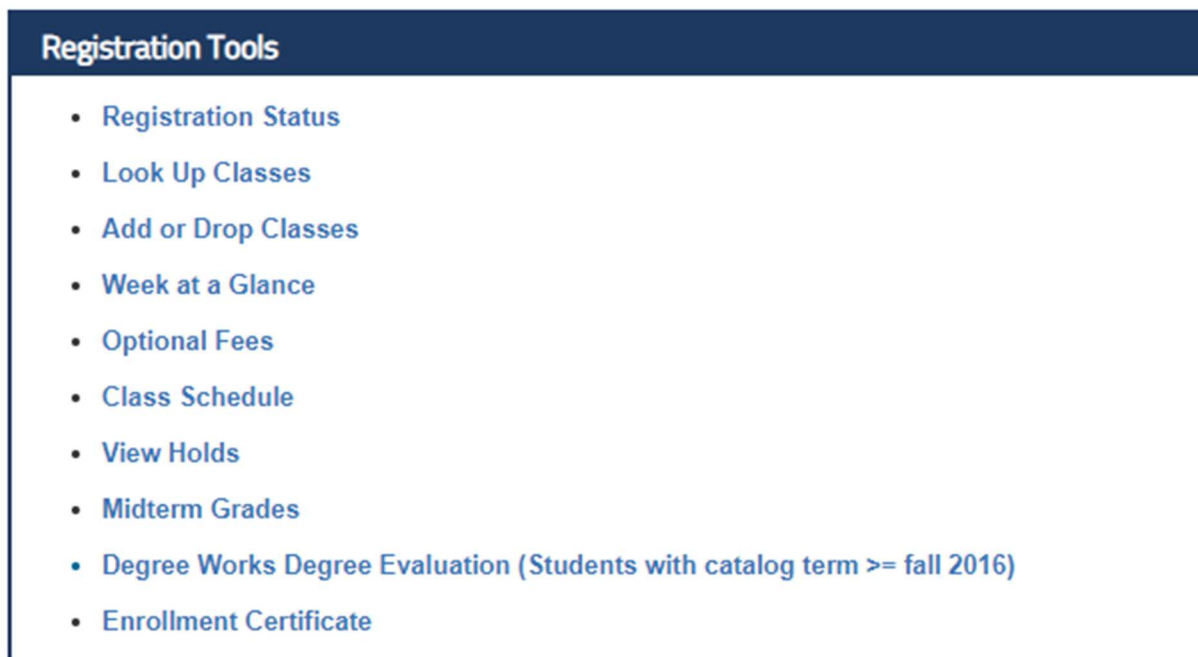 Registration Tools
Registration Status
Look Up Classes
Add or Drop Classes
Week at a Glance
Optional Fees
Class Schedule
View Holds
Midterm Grades
Degree Works Degree Evaluation (Students with catalog term >= fall 2016)
Enrollment Certificate